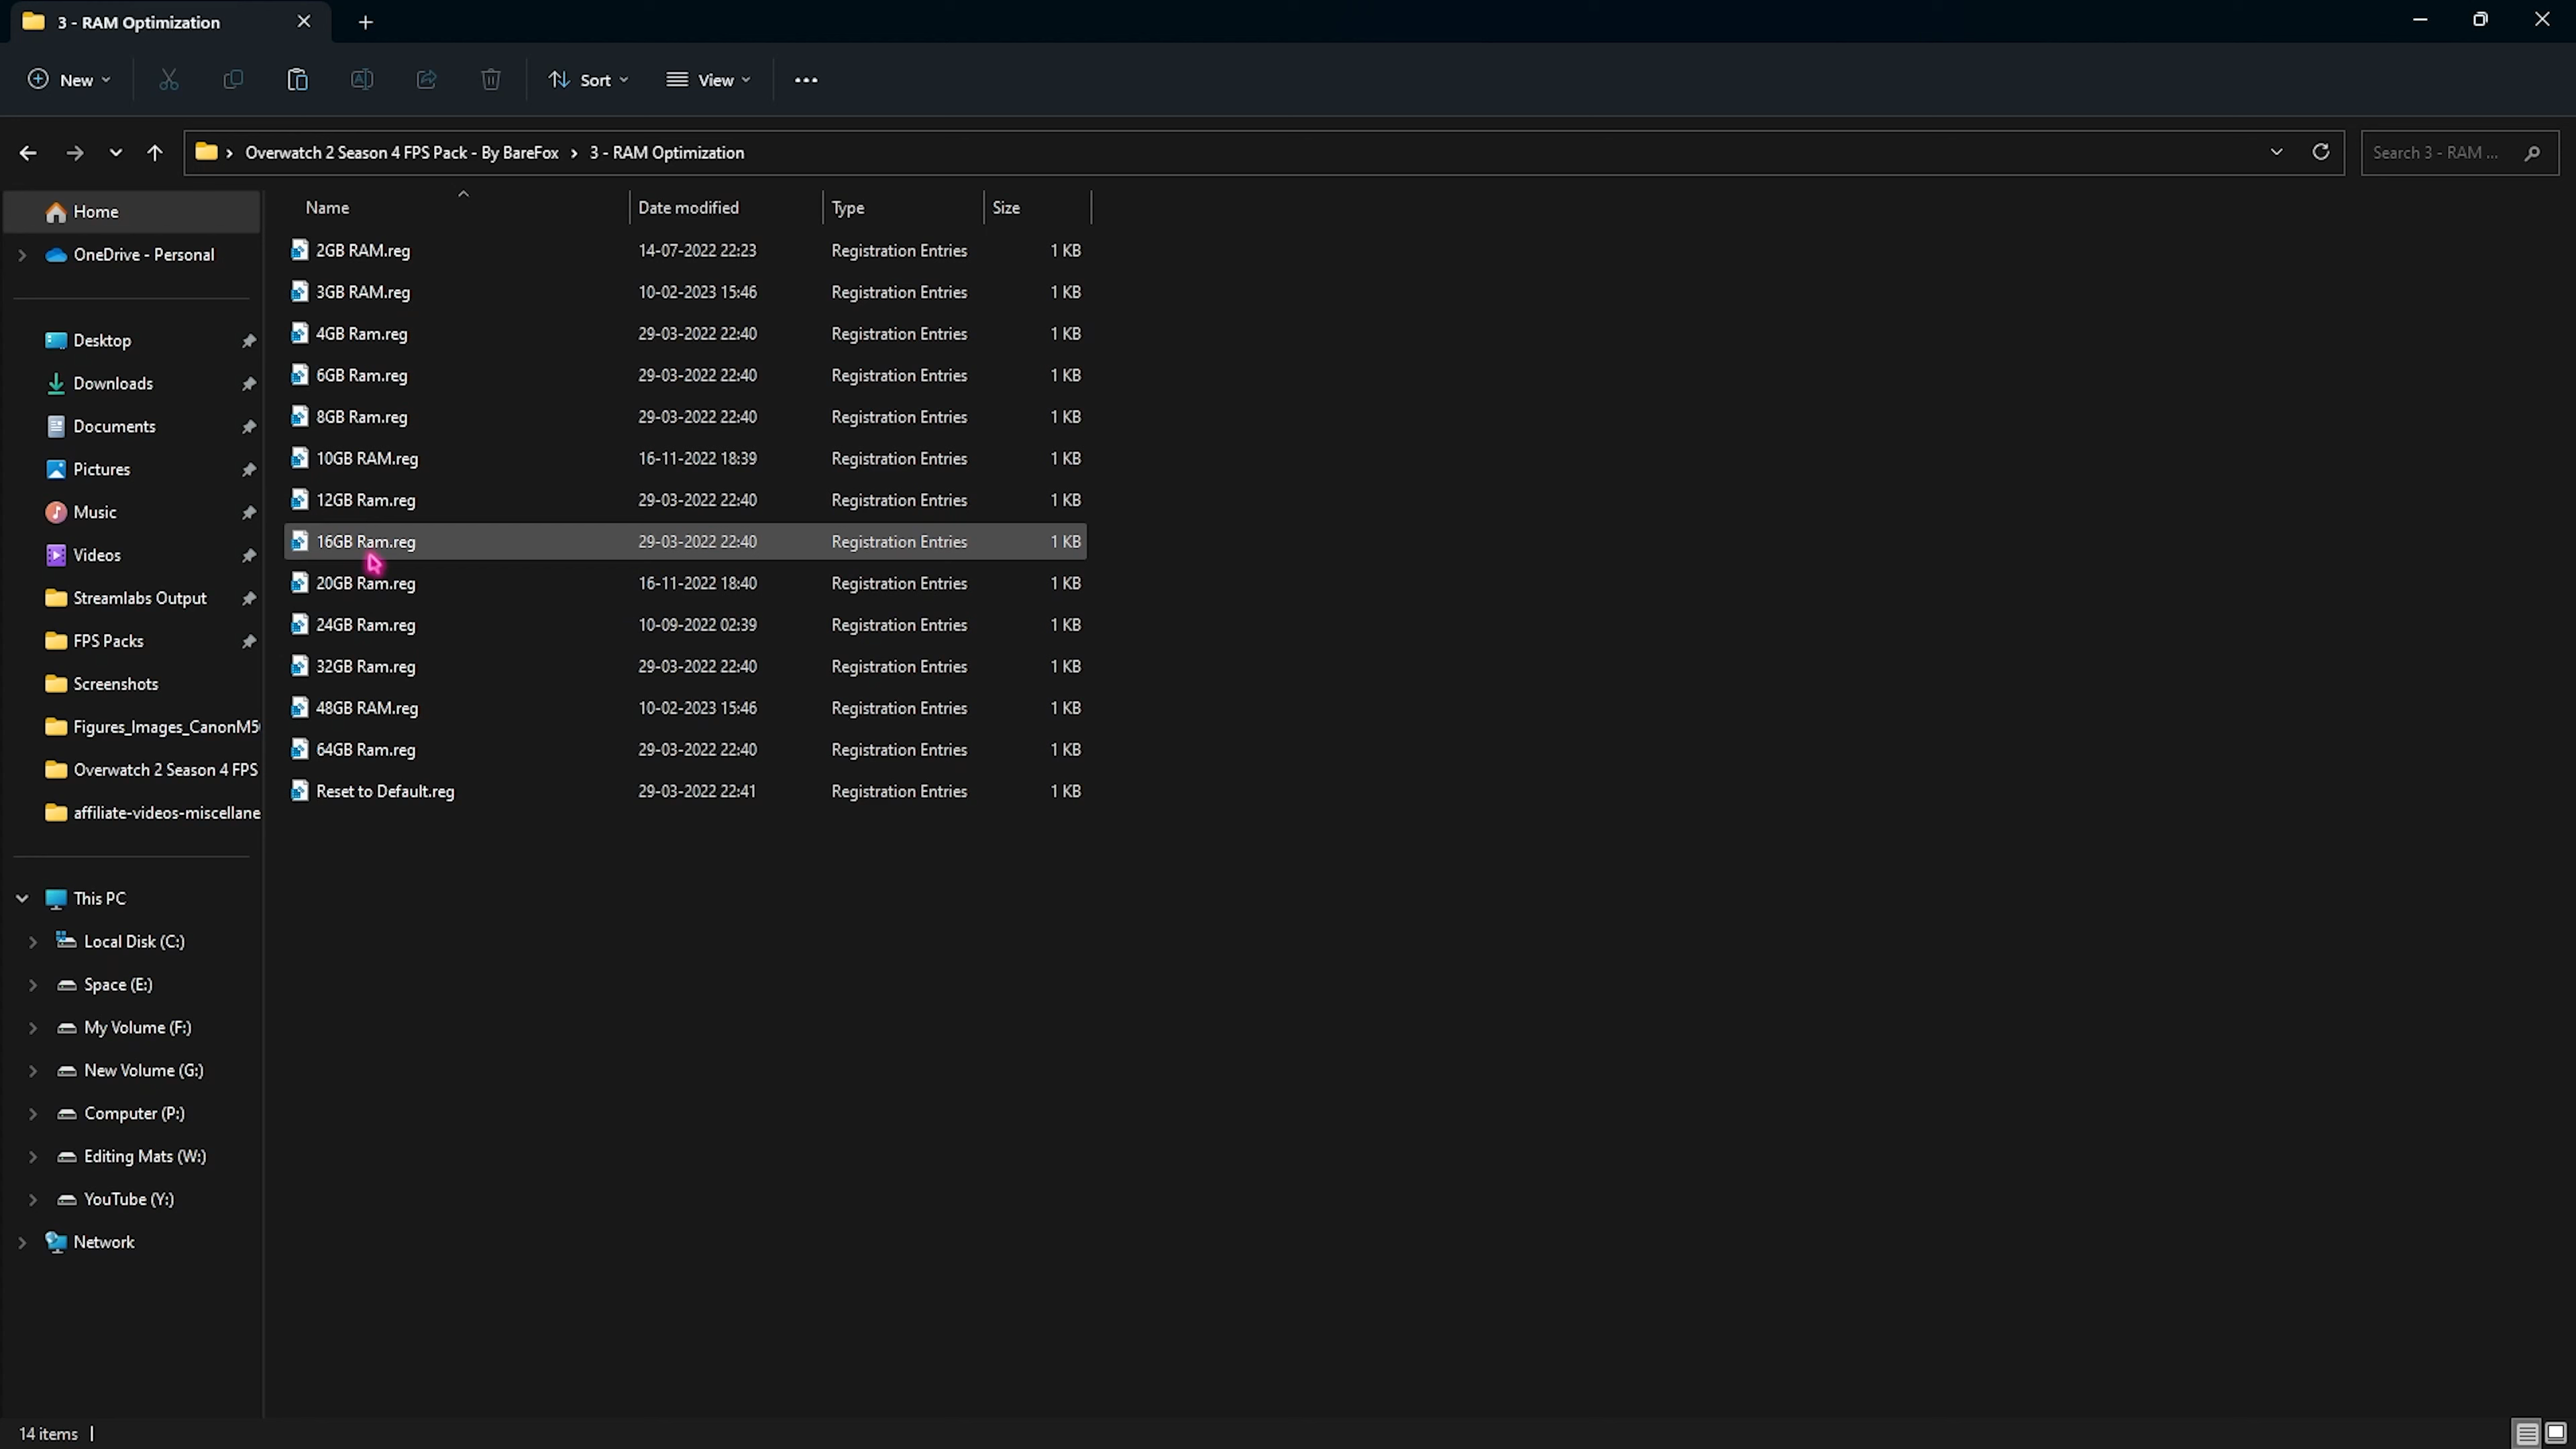 3 - RAM Optimization
New
Sort
View
Overwatch 2 Season 4 FPS Pack - By BareFox > 3 - RAM Optimization
Search 3 - RAM ...
Name Date modified Type Size
Home
OneDrive - Personal
Desktop
Downloads
Documents
Pictures
Music
Videos
Streamlabs Output
FPS Packs
Screenshots
Figures_Images_CanonM5
Overwatch 2 Season 4 FPS
affiliate-videos-miscellane
This PC
Local Disk (C:)
Space (E:)
My Volume (F:)
New Volume (G:)
Computer (P:)
Editing Mats (W:)
YouTube (Y:)
Network
2GB RAM.reg 14-07-2022 22:23 Registration Entries 1 KB
3GB RAM.reg 10-02-2023 15:46 Registration Entries 1 KB
4GB Ram.reg 29-03-2022 22:40 Registration Entries 1 KB
6GB Ram.reg 29-03-2022 22:40 Registration Entries 1 KB
8GB Ram.reg 29-03-2022 22:40 Registration Entries 1 KB
10GB RAM.reg 16-11-2022 18:39 Registration Entries 1 KB
12GB Ram.reg 29-03-2022 22:40 Registration Entries 1 KB
16GB Ram.reg 29-03-2022 22:40 Registration Entries 1 KB
20GB Ram.reg 16-11-2022 18:40 Registration Entries 1 KB
24GB Ram.reg 10-09-2022 02:39 Registration Entries 1 KB
32GB Ram.reg 29-03-2022 22:40 Registration Entries 1 KB
48GB RAM.reg 10-02-2023 15:46 Registration Entries 1 KB
64GB Ram.reg 29-03-2022 22:40 Registration Entries 1 KB
Reset to Default.reg 29-03-2022 22:41 Registration Entries 1 KB
14 items